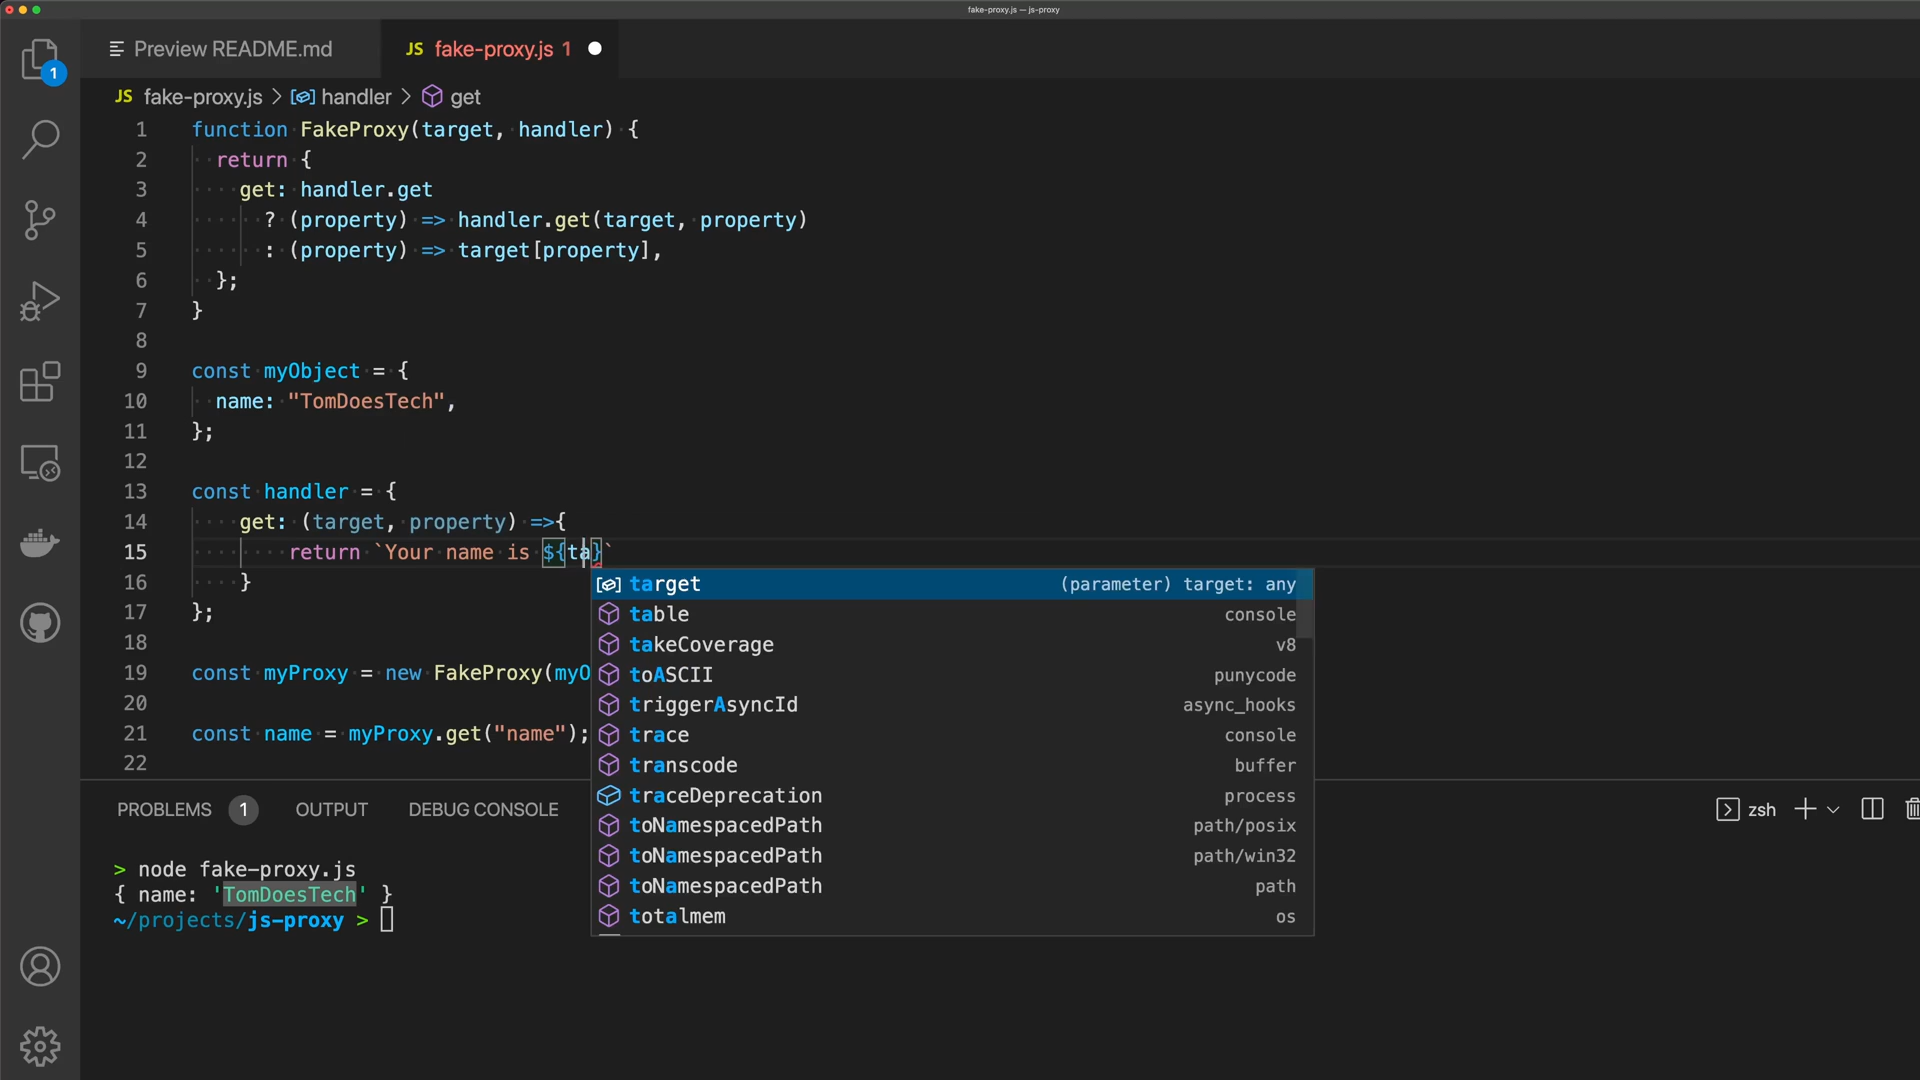 fake-proxy.js — js-proxy
Preview README.md
JS fake-proxy.js 1
1
JS fake-proxy.js > handler > get
1 function FakeProxy(target, handler) {
2 return {
3 get: handler.get
4 ? (property) => handler.get(target, property)
5 : (property) => target[property],
6 };
7 }
8
9 const myObject = {
10 name: "TomDoesTech",
11 };
12
13 const handler = {
14 get: (target, property) =>{
15 return `Your name is ${ta}`
16 }
17 };
18
19 const myProxy = new FakeProxy(myO
20
21 const name = myProxy.get("name");
22
target (parameter) target: any
table console
takeCoverage v8
toASCII punycode
triggerAsyncId async_hooks
trace console
transcode buffer
traceDeprecation process
toNamespacedPath path/posix
toNamespacedPath path/win32
toNamespacedPath path
totalmem os
PROBLEMS 1 OUTPUT DEBUG CONSOLE
zsh
> node fake-proxy.js
{ name: 'TomDoesTech' }
~/projects/js-proxy >